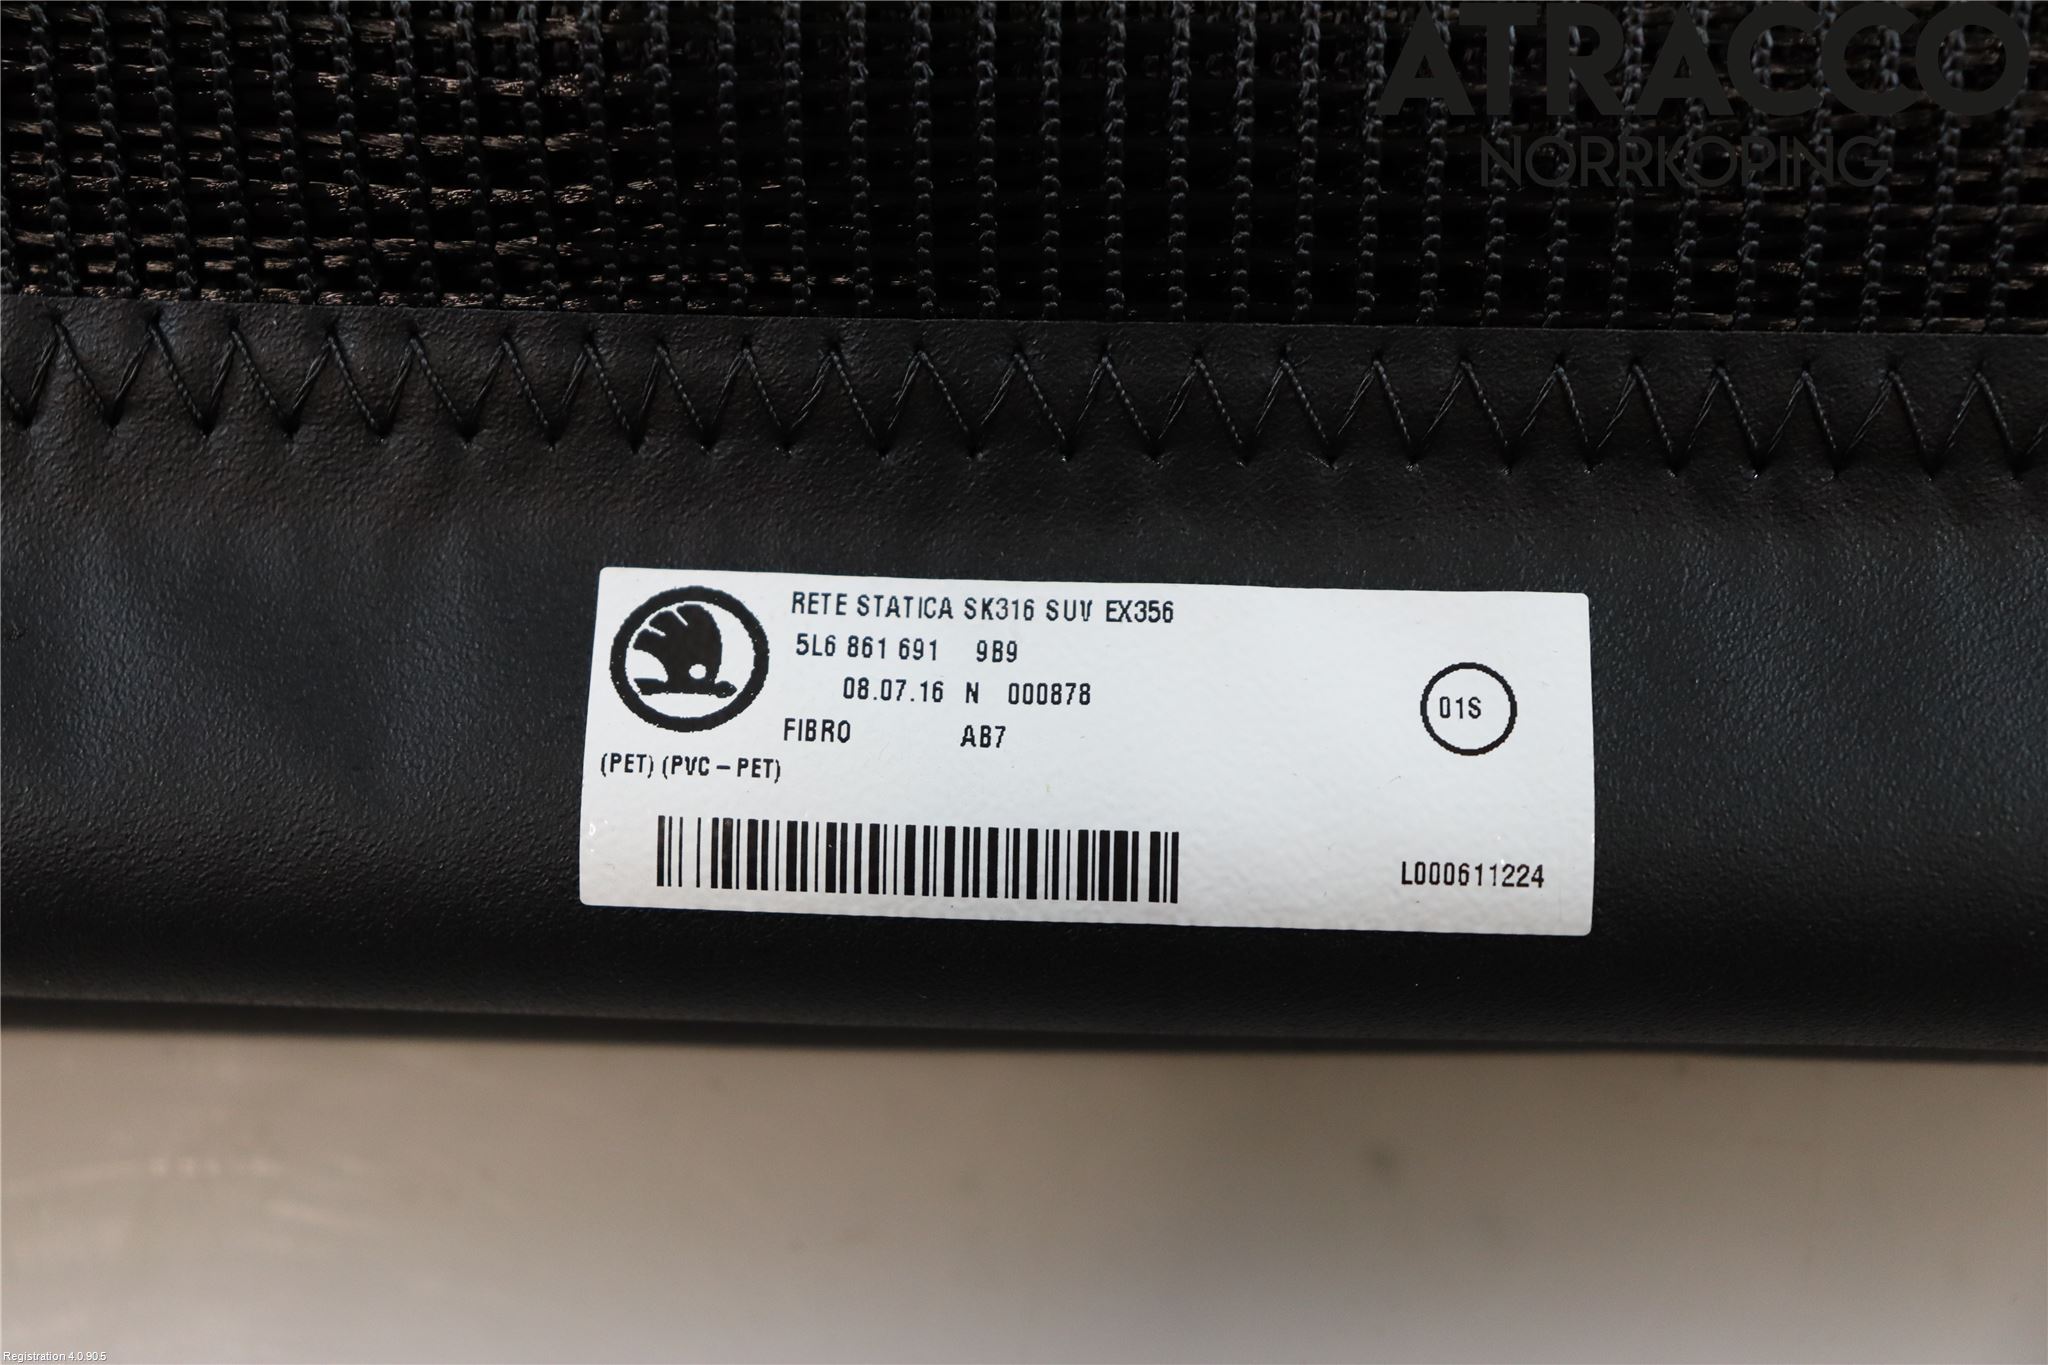 ATRACCO
NORRKÖPING
RETE STATICA SK316 SUV EX356
5L6 861 691 9B9
08.07.16 N 000878
01S
FIBRO AB7
(PET) (PVC-PET)
L000611224
Registration 4.0.90.5